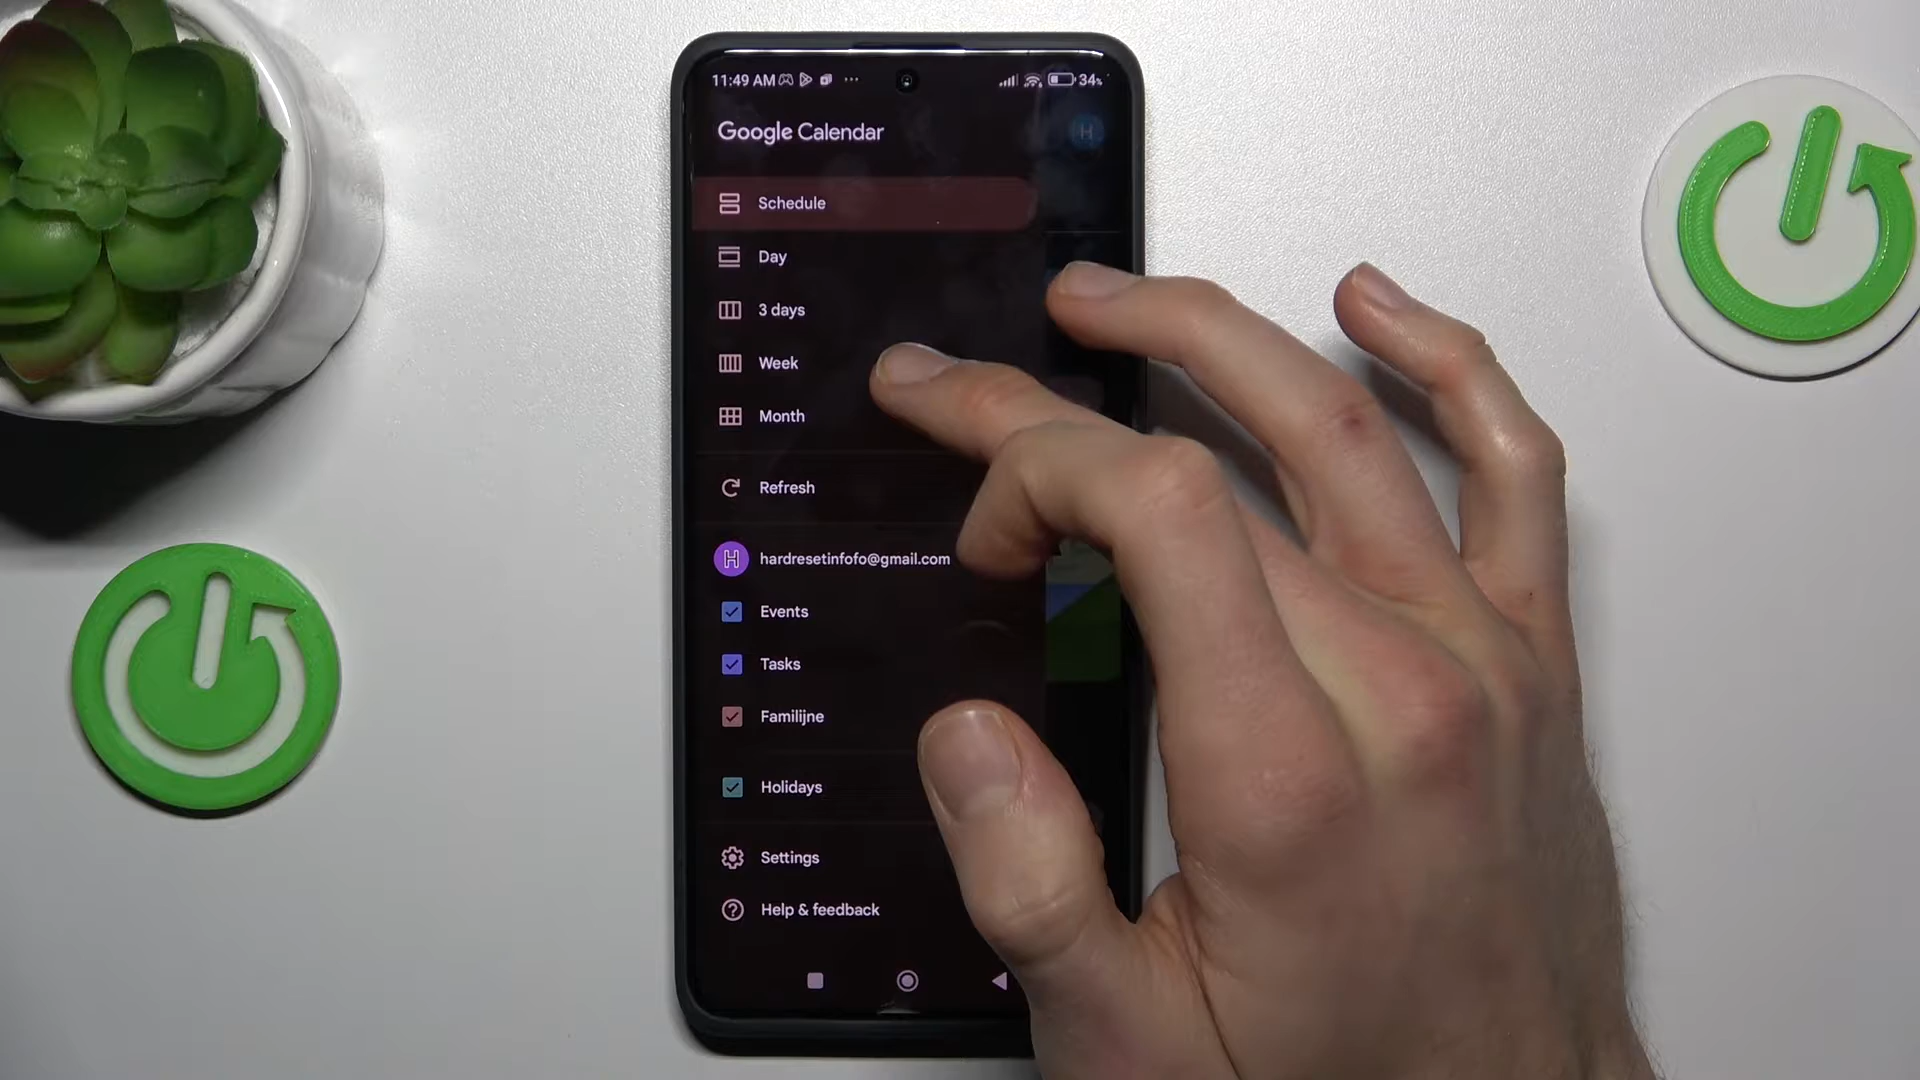 11:49 AM
34%
Google Calendar
H
Schedule
Day
3 days
Week
Month
Refresh
H
hardresetinfofo@gmail.com
Events
Tasks
Familijne
Holidays
Settings
Help & feedback